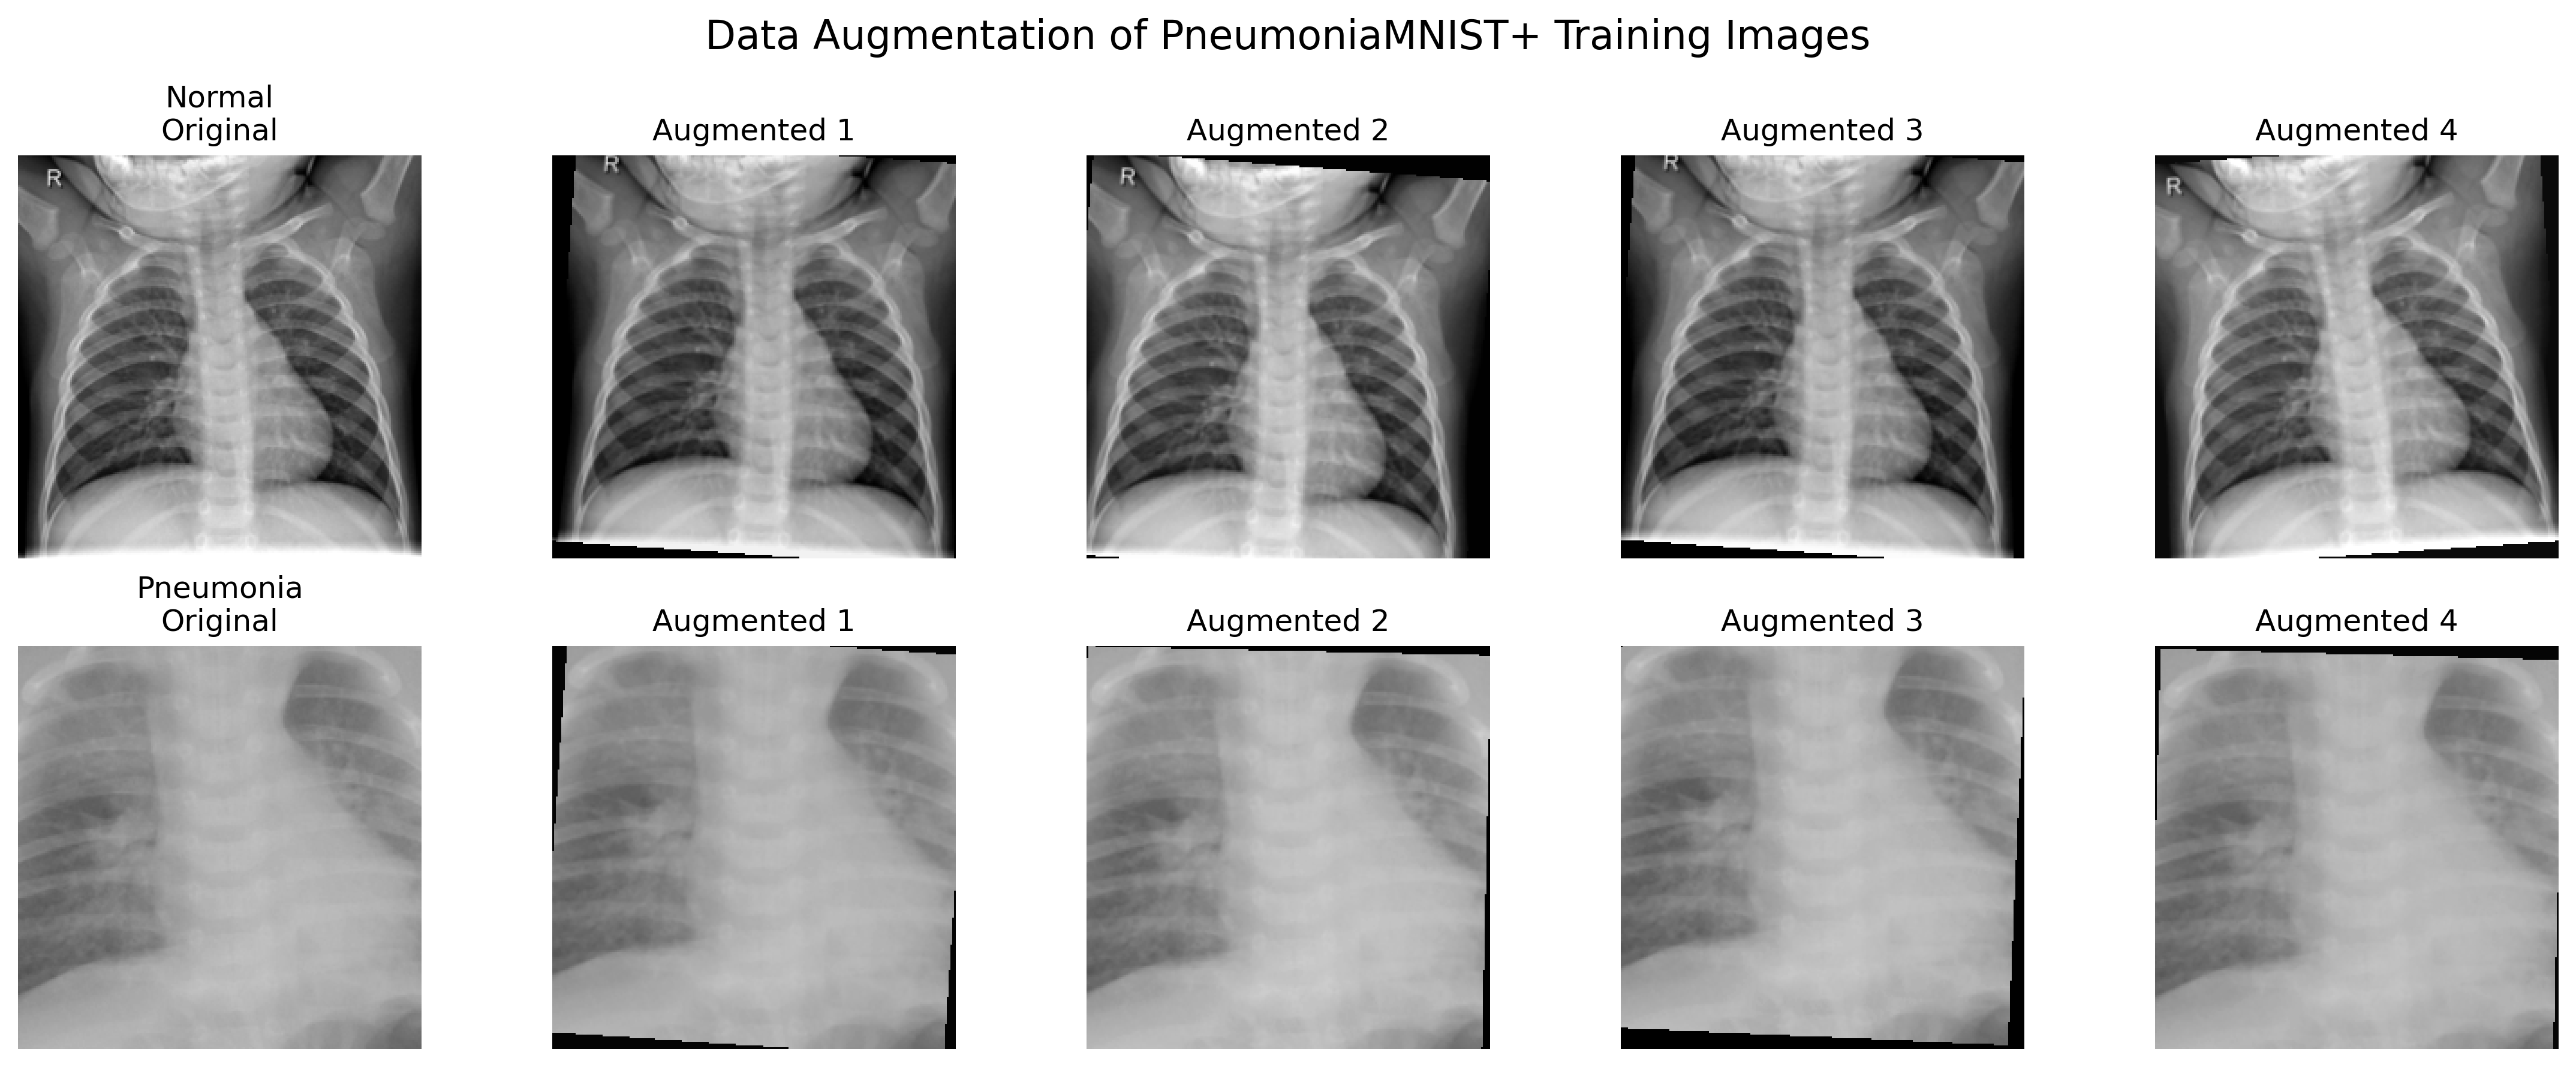 Data Augmentation of PneumoniaMNIST+ Training Images
Normal
Original
Augmented 1
Augmented 2
Augmented 3
Augmented 4
R
R
R
R
R
Pneumonia
Original
Augmented 1
Augmented 2
Augmented 3
Augmented 4